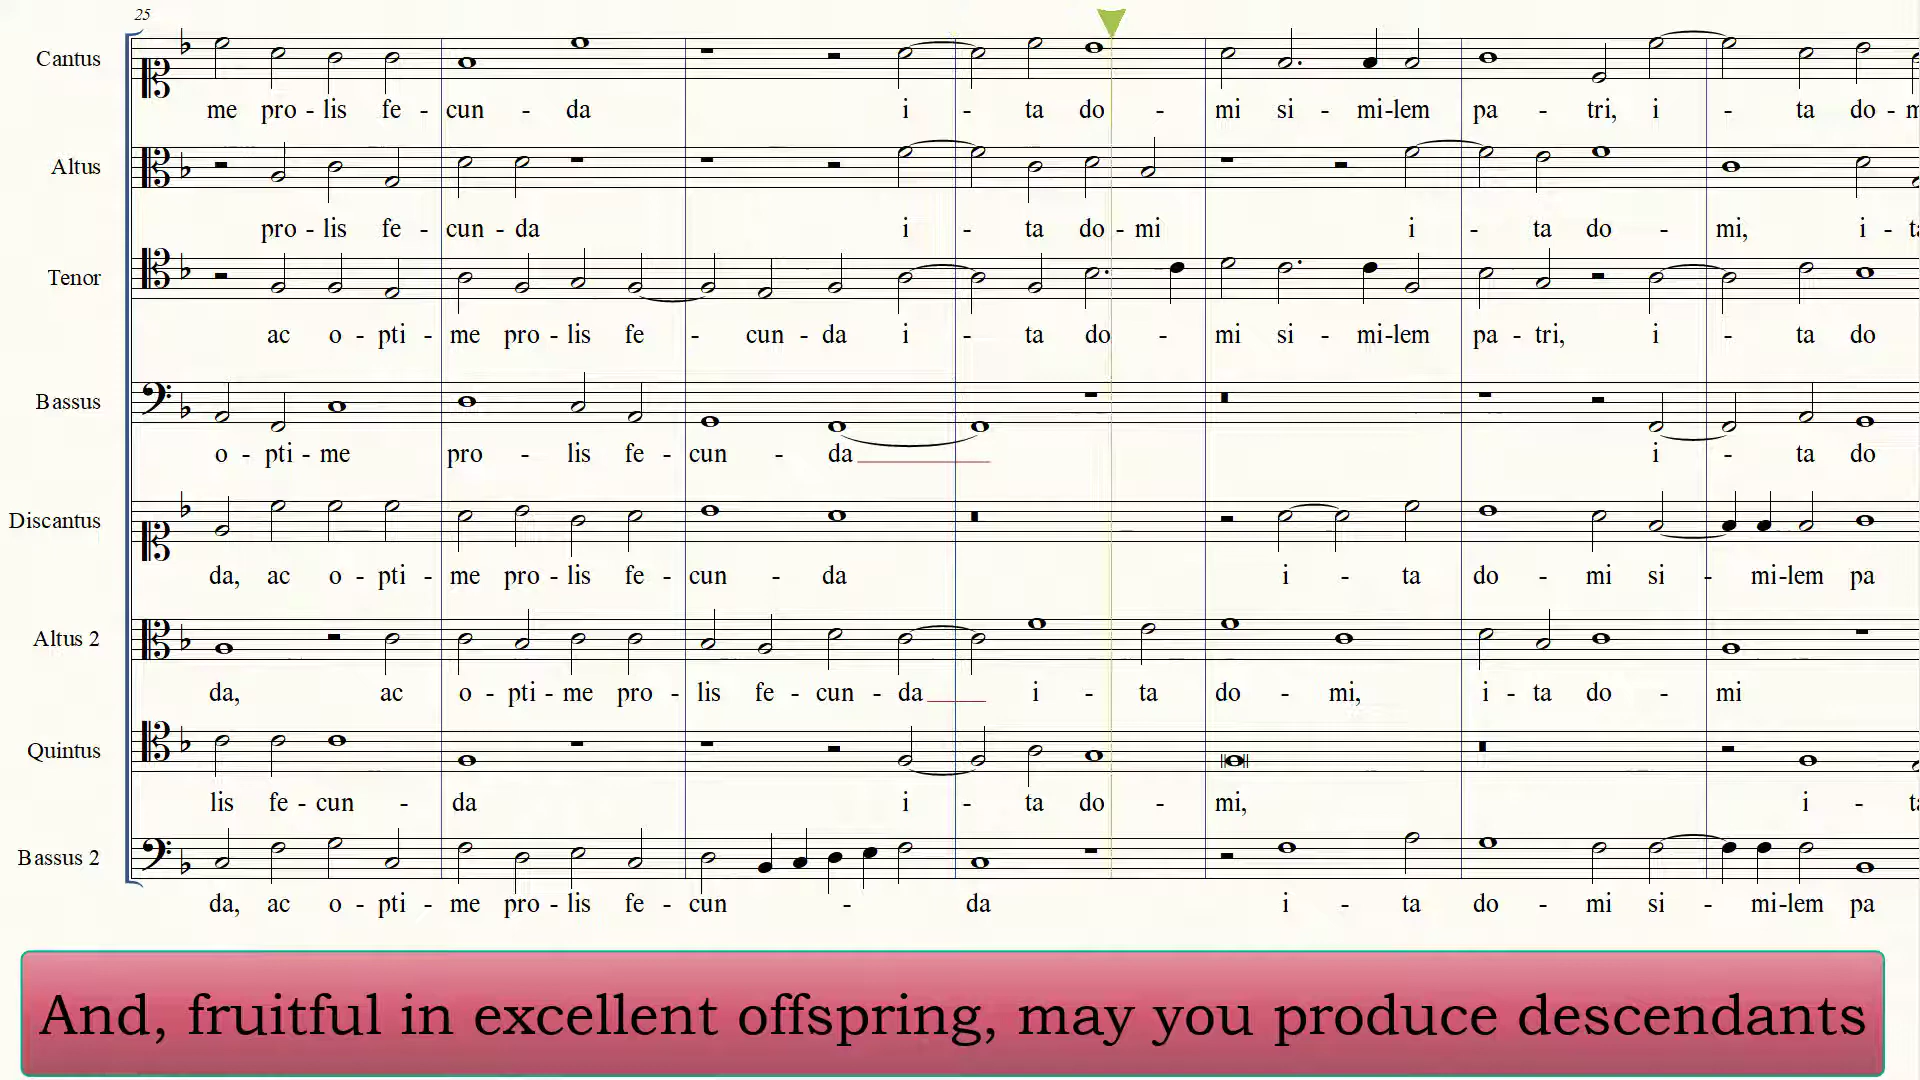 25
Cantus
me pro - lis fe - cun - da i - ta do - mi si - mi-lem pa - tri, i - ta do - m
Altus
pro - lis fe - cun - da i - ta do - mi i - ta do - mi, i - ta
Tenor
ac o - pti - me pro - lis fe - cun - da i - ta do - mi si - mi-lem pa - tri, i - ta do
Bassus
o - pti - me pro - lis fe - cun - da i - ta do
Discantus
da, ac o - pti - me pro - lis fe - cun - da i - ta do - mi si - mi-lem pa
Altus 2
da, ac o - pti - me pro - lis fe - cun - da i - ta do - mi, i - ta do - mi
Quintus
lis fe - cun - da i - ta do - mi, i - ta
Bassus 2
da, ac o - pti - me pro - lis fe - cun - da i - ta do - mi si - mi-lem pa
And, fruitful in excellent offspring, may you produce descendants